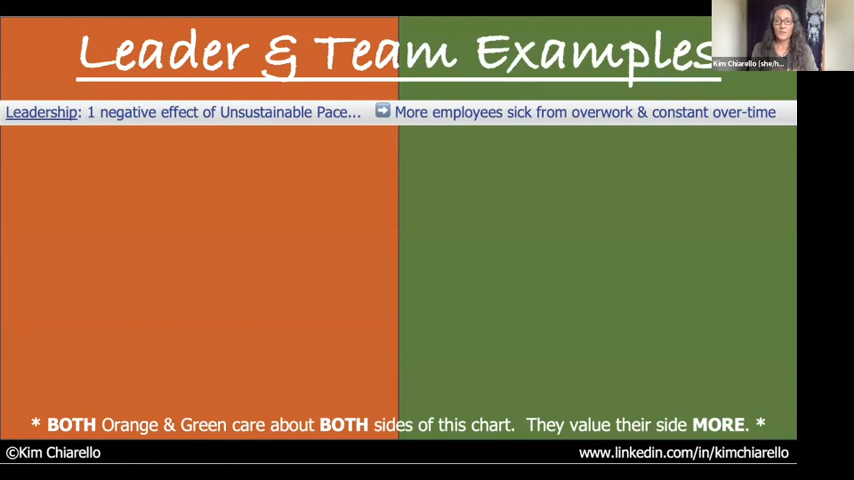 Leader & Team Examples
Kim Chiarello (she/h...
Leadership: 1 negative effect of Unsustainable Pace... ➡ More employees sick from overwork & constant over-time
* BOTH Orange & Green care about BOTH sides of this chart. They value their side MORE. *
©Kim Chiarello
www.linkedin.com/in/kimchiarello